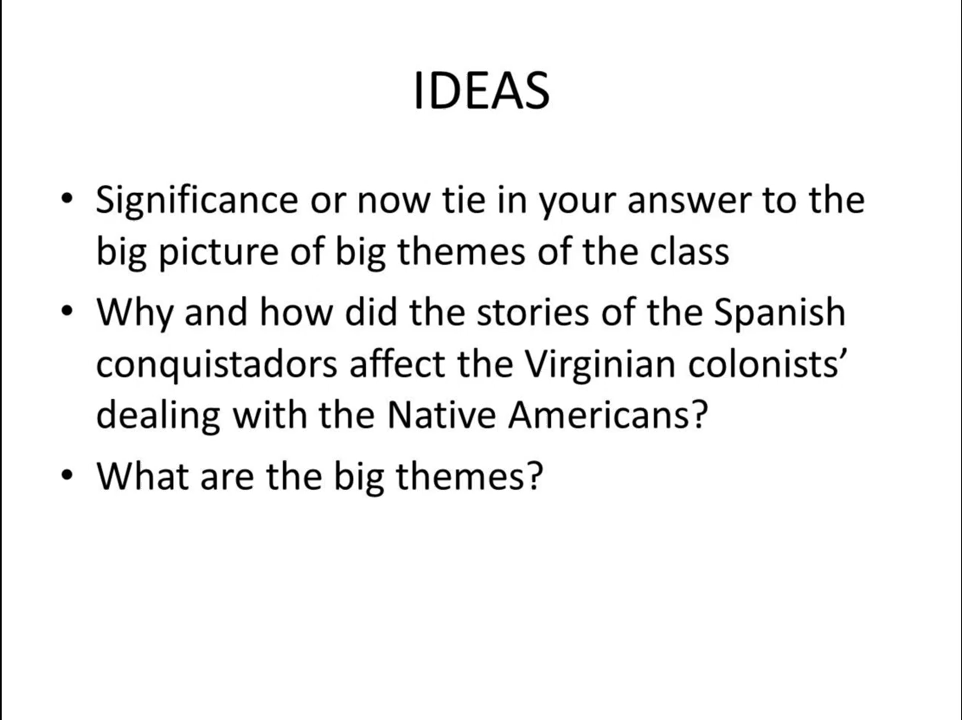 IDEAS
• Significance or now tie in your answer to the
big picture of big themes of the class
• Why and how did the stories of the Spanish
conquistadors affect the Virginian colonists’
dealing with the Native Americans?
• What are the big themes?